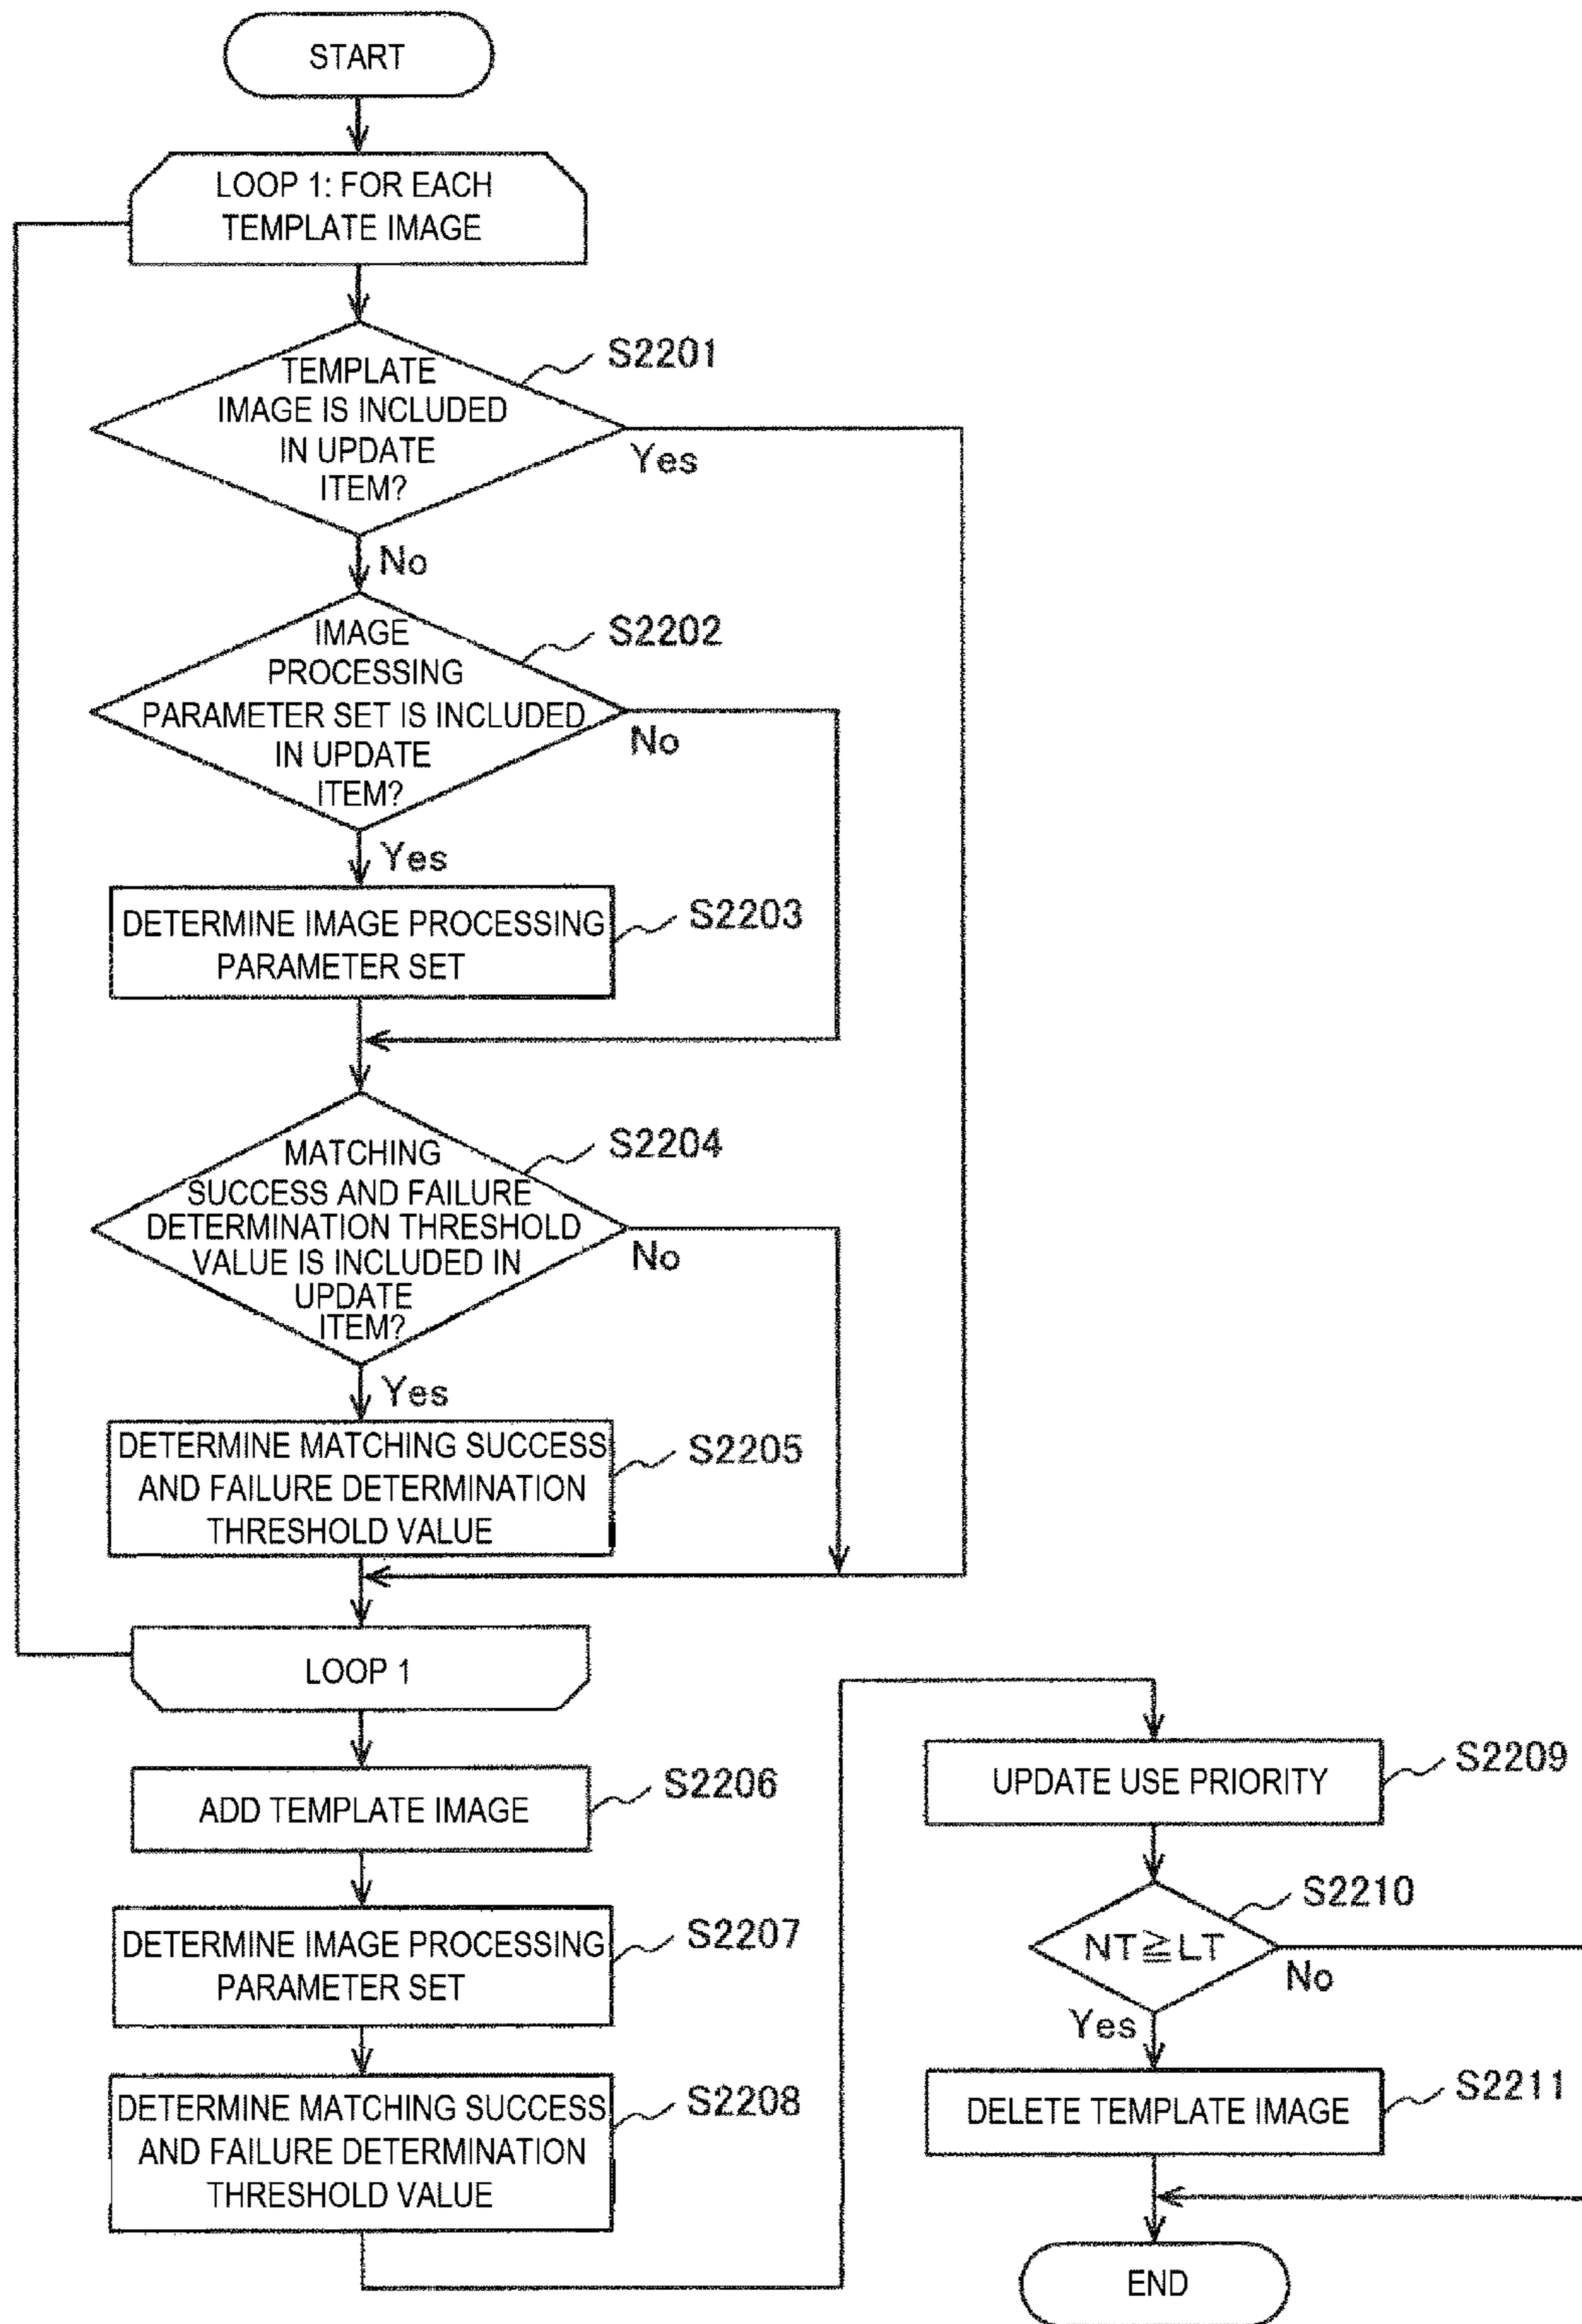 START
LOOP 1: FOR EACH
TEMPLATE IMAGE
TEMPLATE
IMAGE IS INCLUDED
IN UPDATE
ITEM?
S2201
Yes
No
IMAGE
PROCESSING
PARAMETER SET IS INCLUDED
IN UPDATE
ITEM?
S2202
No
Yes
DETERMINE IMAGE PROCESSING
PARAMETER SET
S2203
MATCHING
SUCCESS AND FAILURE
DETERMINATION THRESHOLD
VALUE IS INCLUDED IN
UPDATE
ITEM?
S2204
No
Yes
DETERMINE MATCHING SUCCESS
AND FAILURE DETERMINATION
THRESHOLD VALUE
S2205
LOOP 1
ADD TEMPLATE IMAGE
S2206
DETERMINE IMAGE PROCESSING
PARAMETER SET
S2207
DETERMINE MATCHING SUCCESS
AND FAILURE DETERMINATION
THRESHOLD VALUE
S2208
UPDATE USE PRIORITY
S2209
NT≧LT
S2210
No
Yes
DELETE TEMPLATE IMAGE
S2211
END